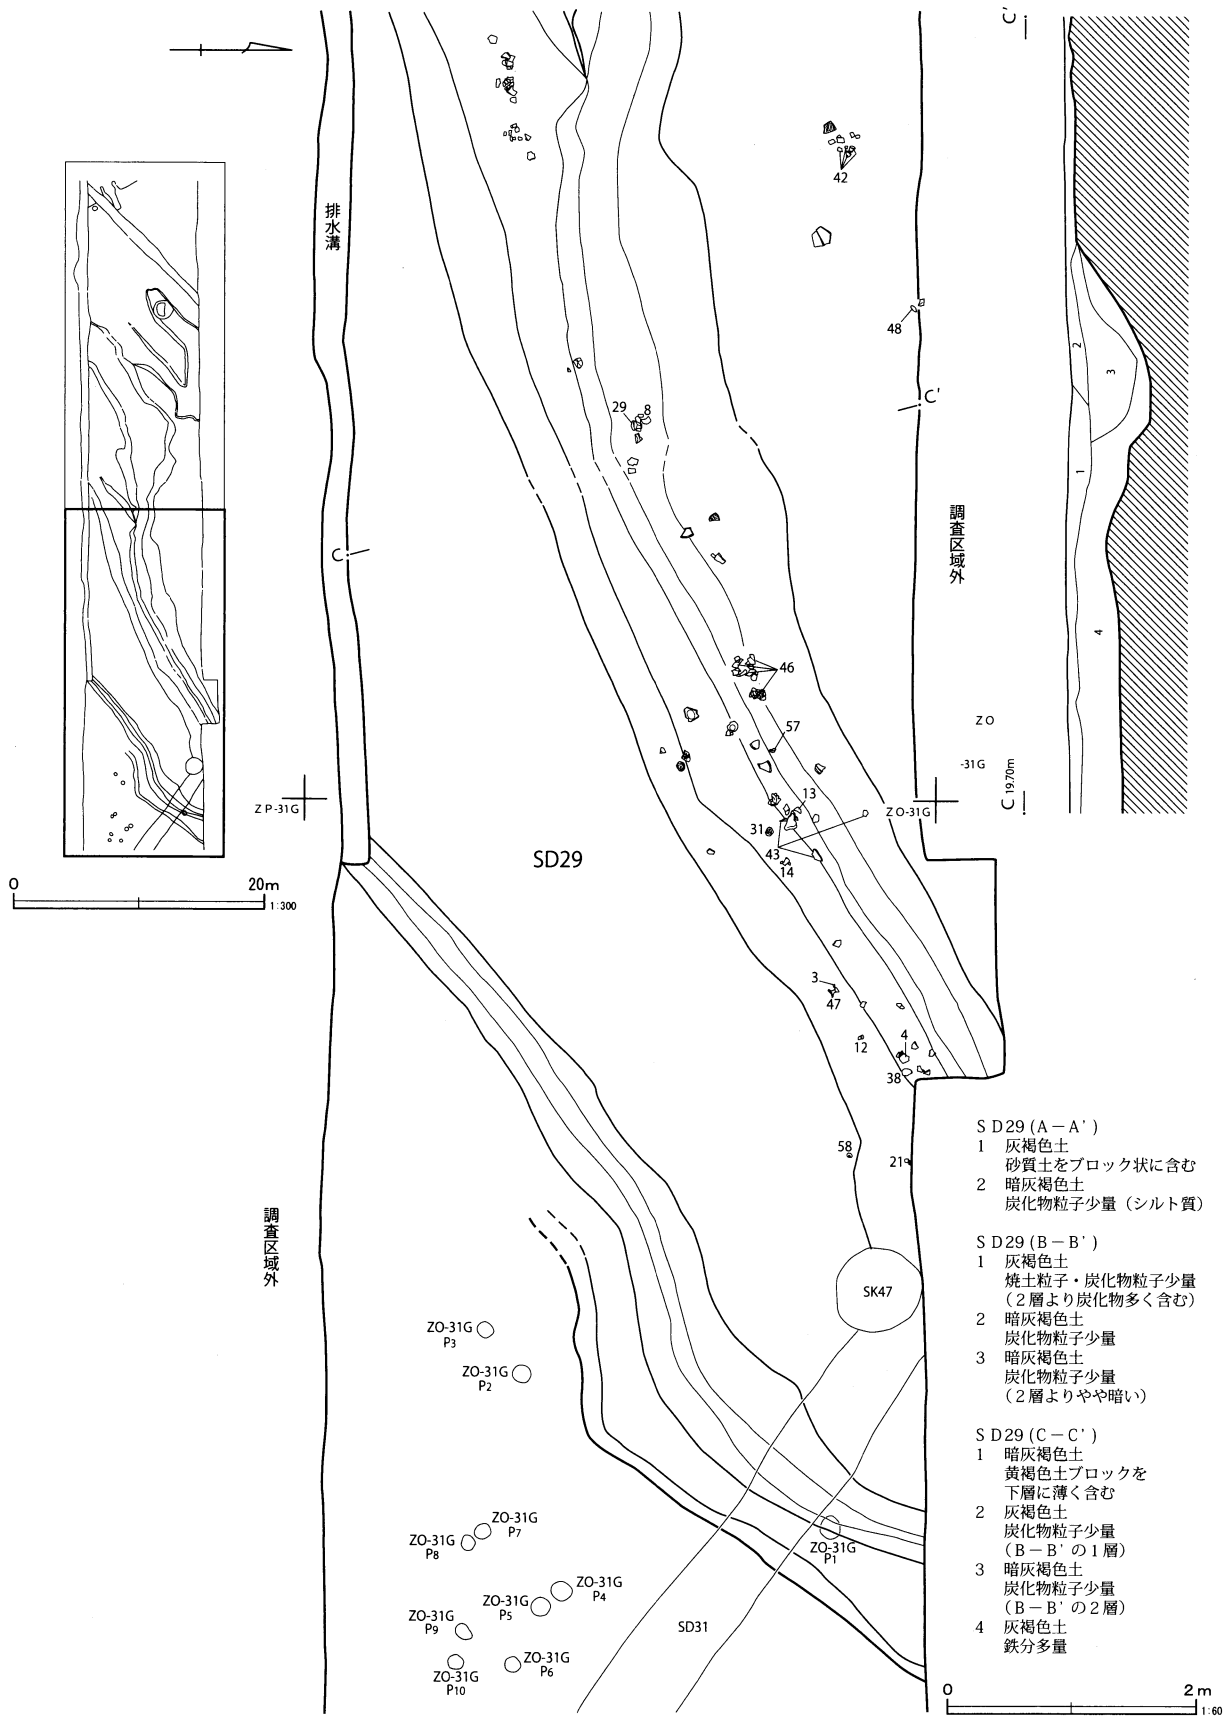 C'
排水溝
42
48
C'
29 8
2
3
1
調査区域外
C
46
4
57
ZO
-31G
C 19.70m
ZP-31G
13
ZO-31G
31
43
14
SD29
0 20m
1:300
3
47
12
4
38
58
21
SK47
調査区域外
ZO-31G
P3
ZO-31G
P2
ZO-31G
P7
ZO-31G
P8
ZO-31G
P1
ZO-31G
P4
ZO-31G
P5
ZO-31G
P9
ZO-31G
P6
ZO-31G
P10
SD31
SD29(A－A')
1 灰褐色土
砂質土をブロック状に含む
2 暗灰褐色土
炭化物粒子少量（シルト質）
SD29(B－B')
1 灰褐色土
焼土粒子・炭化物粒子少量
（２層より炭化物多く含む）
2 暗灰褐色土
炭化物粒子少量
3 暗灰褐色土
炭化物粒子少量
（２層よりやや暗い）
SD29(C－C')
1 暗灰褐色土
黄褐色土ブロックを
下層に薄く含む
2 灰褐色土
炭化物粒子少量
（B－B'の１層）
3 暗灰褐色土
炭化物粒子少量
（B－B'の２層）
4 灰褐色土
鉄分多量
0 2m
1:60